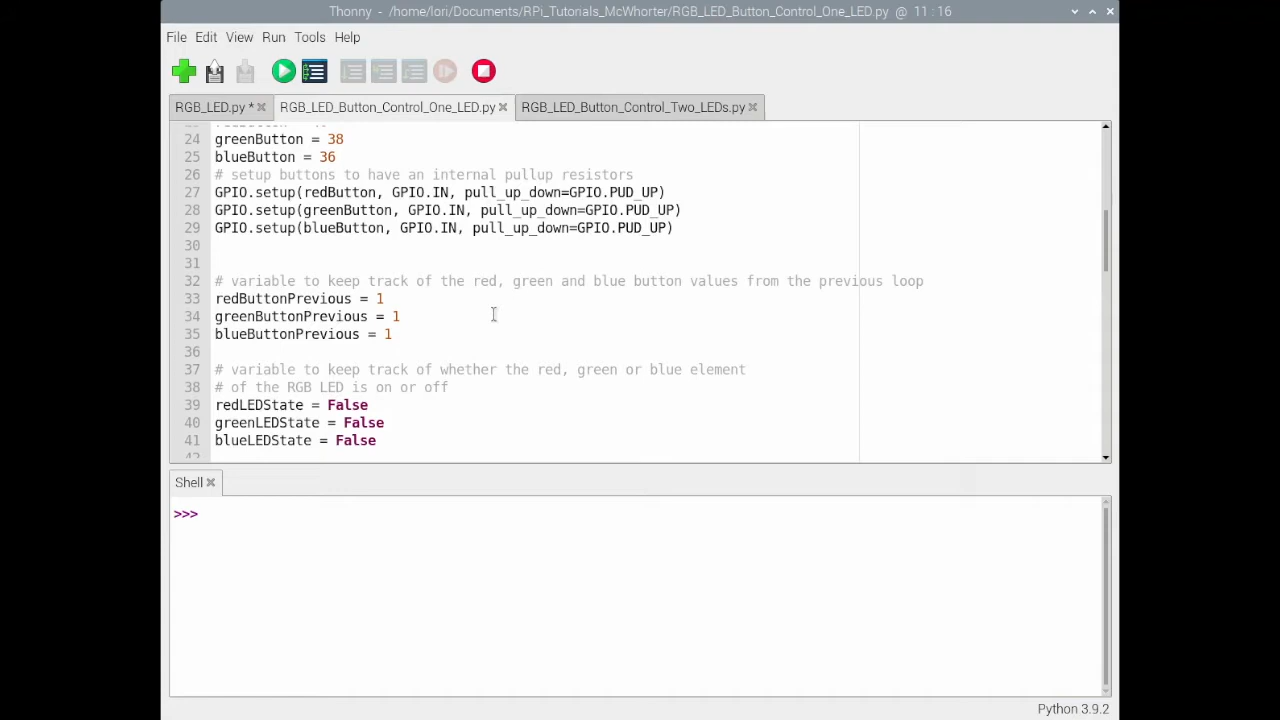 Thonny - /home/lori/Documents/RPi_Tutorials_McWhorter/RGB_LED_Button_Control_One_LED.py @ 11 : 16
File Edit View Run Tools Help
RGB_LED.py * RGB_LED_Button_Control_One_LED.py RGB_LED_Button_Control_Two_LEDs.py
24 greenButton = 38
25 blueButton = 36
26 # setup buttons to have an internal pullup resistors
27 GPIO.setup(redButton, GPIO.IN, pull_up_down=GPIO.PUD_UP)
28 GPIO.setup(greenButton, GPIO.IN, pull_up_down=GPIO.PUD_UP)
29 GPIO.setup(blueButton, GPIO.IN, pull_up_down=GPIO.PUD_UP)
30
31
32 # variable to keep track of the red, green and blue button values from the previous loop
33 redButtonPrevious = 1
34 greenButtonPrevious = 1
35 blueButtonPrevious = 1
36
37 # variable to keep track of whether the red, green or blue element
38 # of the RGB LED is on or off
39 redLEDState = False
40 greenLEDState = False
41 blueLEDState = False
Shell
>>>
Python 3.9.2